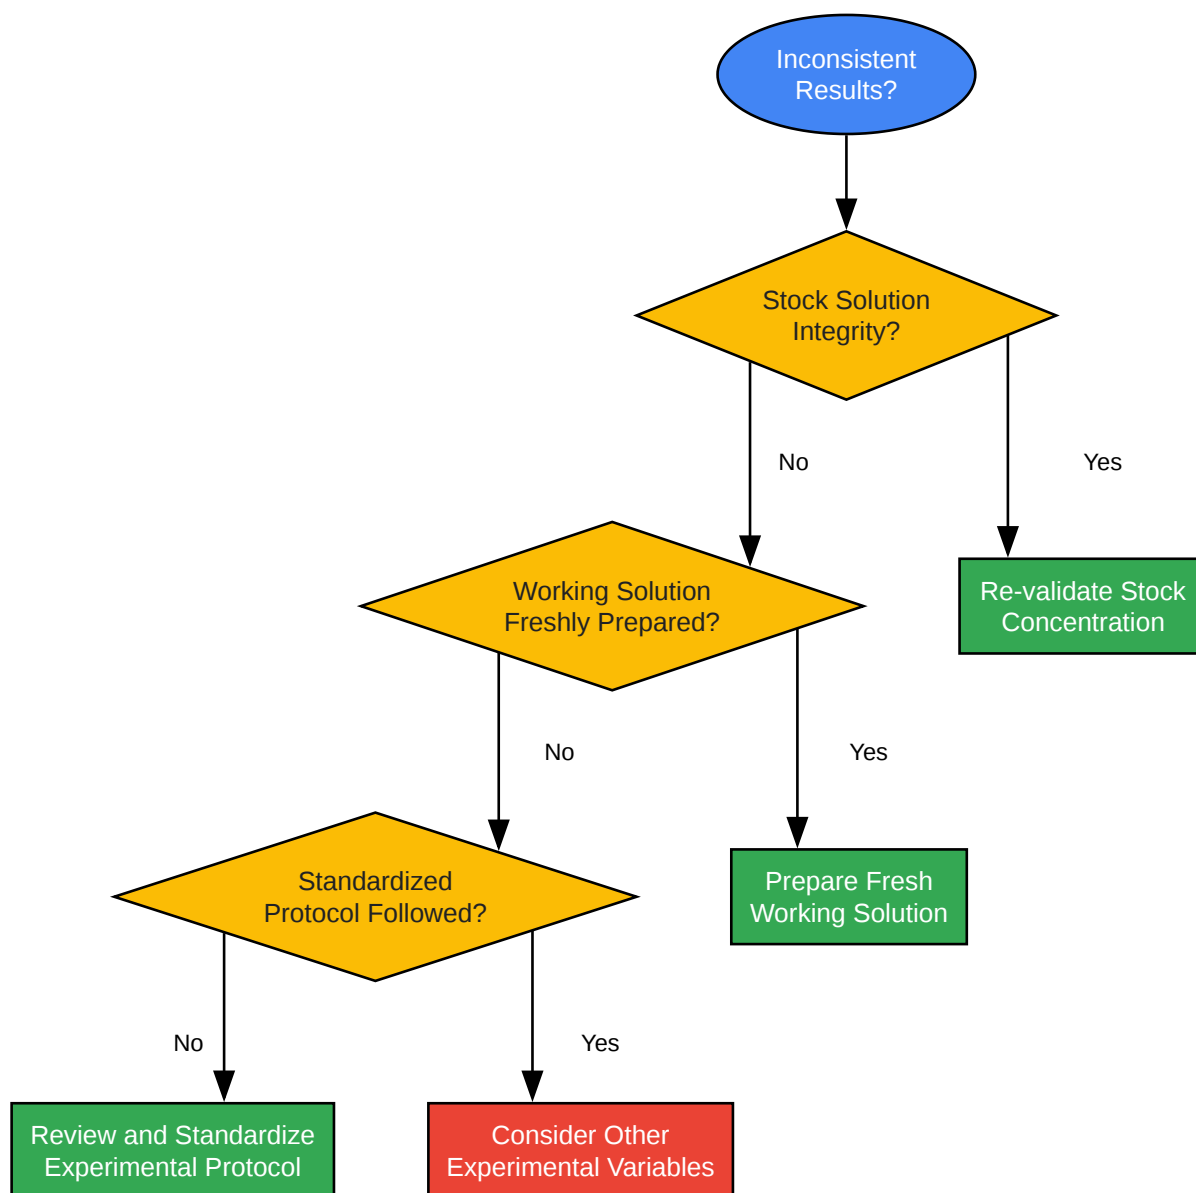 Inconsistent
Results?
Stock Solution
Integrity?
No
Yes
Working Solution
Freshly Prepared?
Re-validate Stock
Concentration
No
Yes
Standardized
Protocol Followed?
Prepare Fresh
Working Solution
No
Yes
Review and Standardize
Experimental Protocol
Consider Other
Experimental Variables